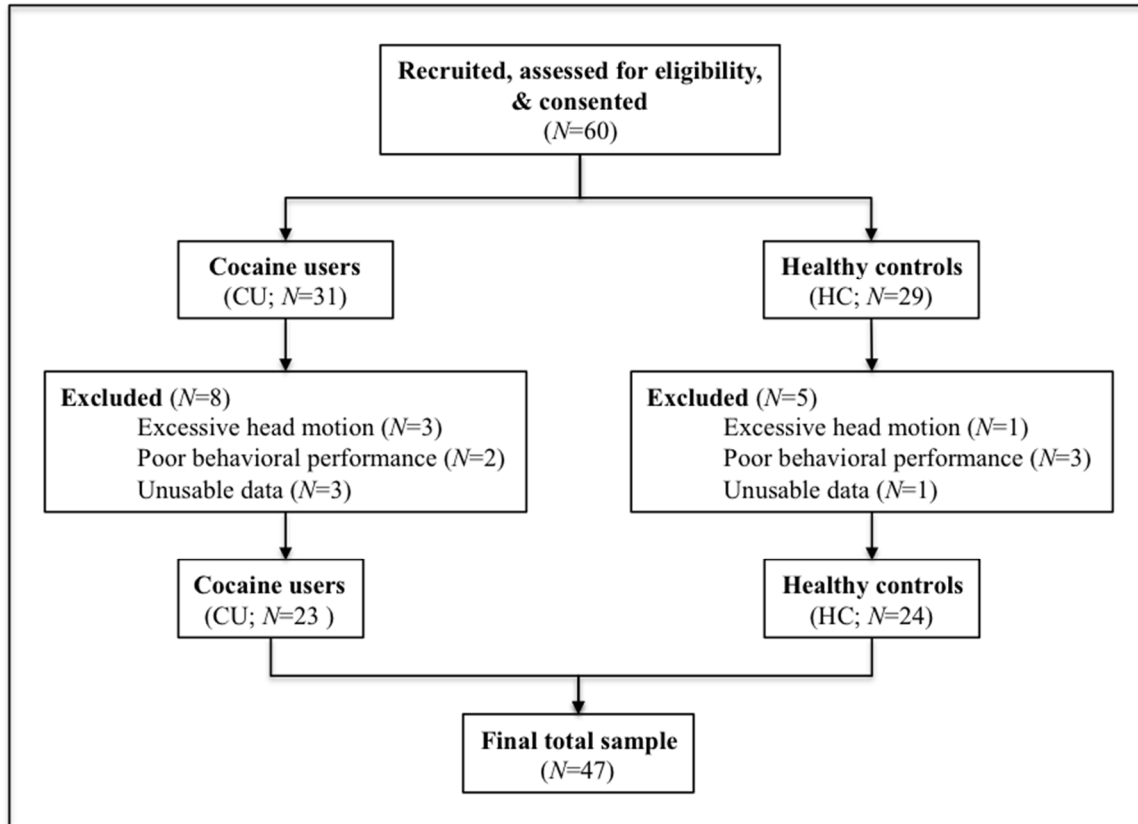 Recruited, assessed for eligibility,
& consented
(N=60)
Cocaine users
(CU; N=31)
Healthy controls
(HC; N=29)
Excluded (N=8)
Excessive head motion (N=3)
Poor behavioral performance (N=2)
Unusable data (N=3)
Excluded (N=5)
Excessive head motion (N=1)
Poor behavioral performance (N=3)
Unusable data (N=1)
Cocaine users
(CU; N=23 )
Healthy controls
(HC; N=24)
Final total sample
(N=47)